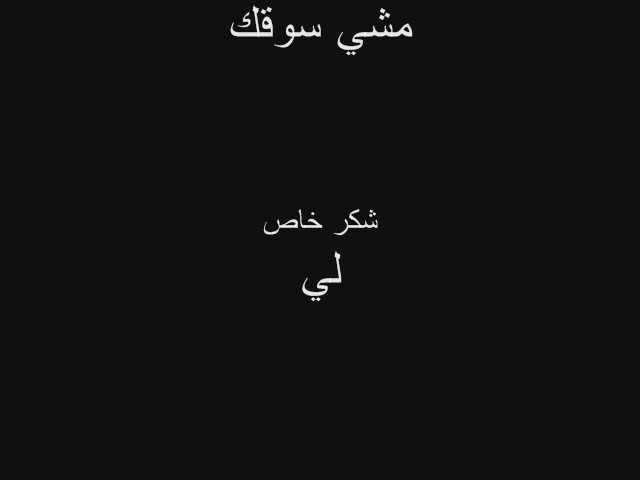 مشي سوقك
شكر خاص
لي